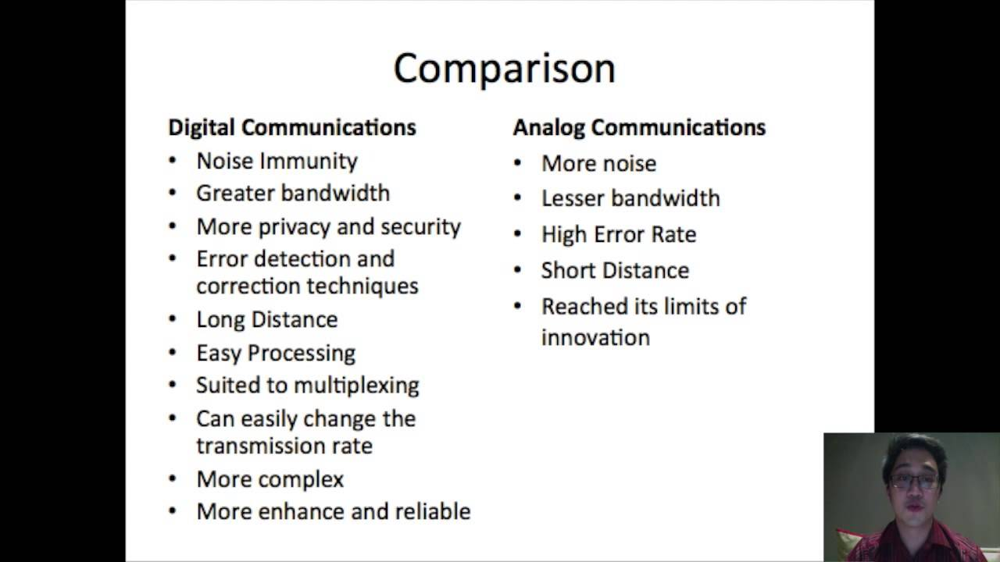 Comparison
Digital Communications
• Noise Immunity
• Greater bandwidth
• More privacy and security
• Error detection and
correction techniques
• Long Distance
• Easy Processing
• Suited to multiplexing
• Can easily change the
transmission rate
• More complex
• More enhance and reliable
Analog Communications
• More noise
• Lesser bandwidth
• High Error Rate
• Short Distance
• Reached its limits of
innovation